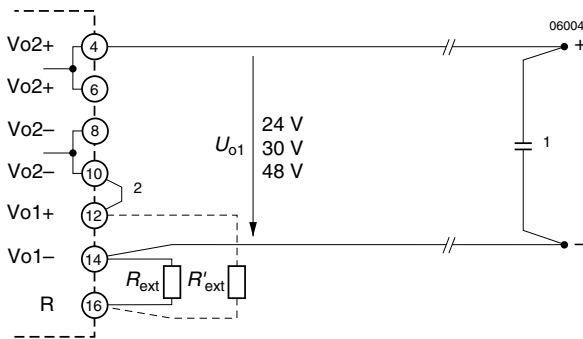 06004
Vo2+ 4 +
Vo2+ 6
Vo2– 8
Uo1 24 V
30 V
48 V
1
Vo2– 10
2
Vo1+ 12
Vo1– 14 –
Rext R'ext
R 16